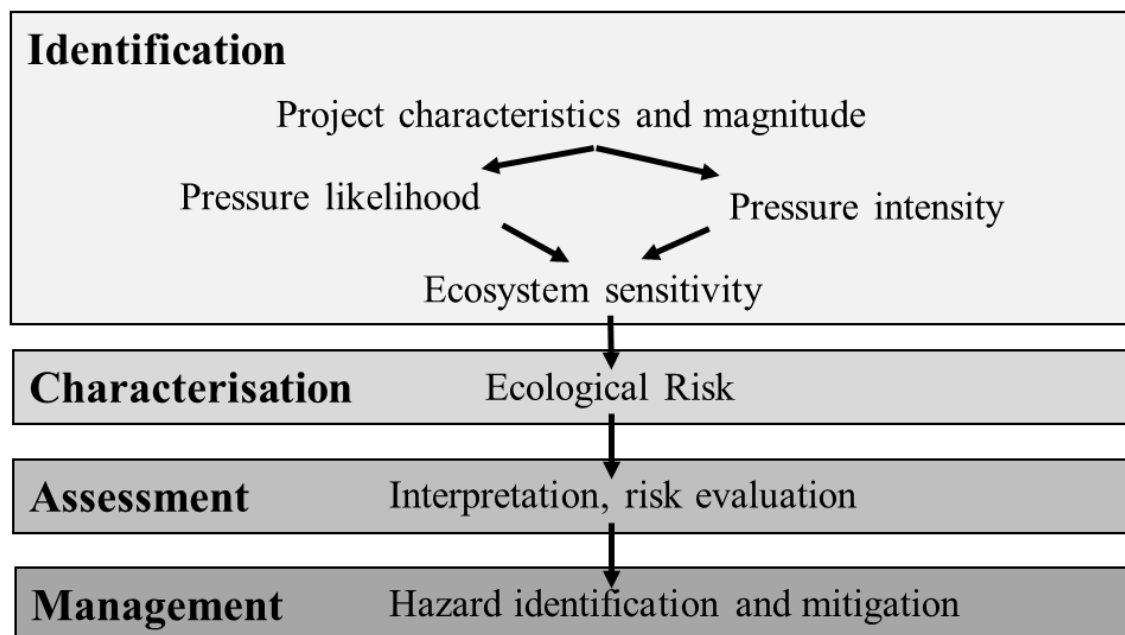 Identification
Project characteristics and magnitude
Pressure likelihood
Pressure intensity
Ecosystem sensitivity
Characterisation Ecological Risk
Assessment Interpretation, risk evaluation
Management Hazard identification and mitigation